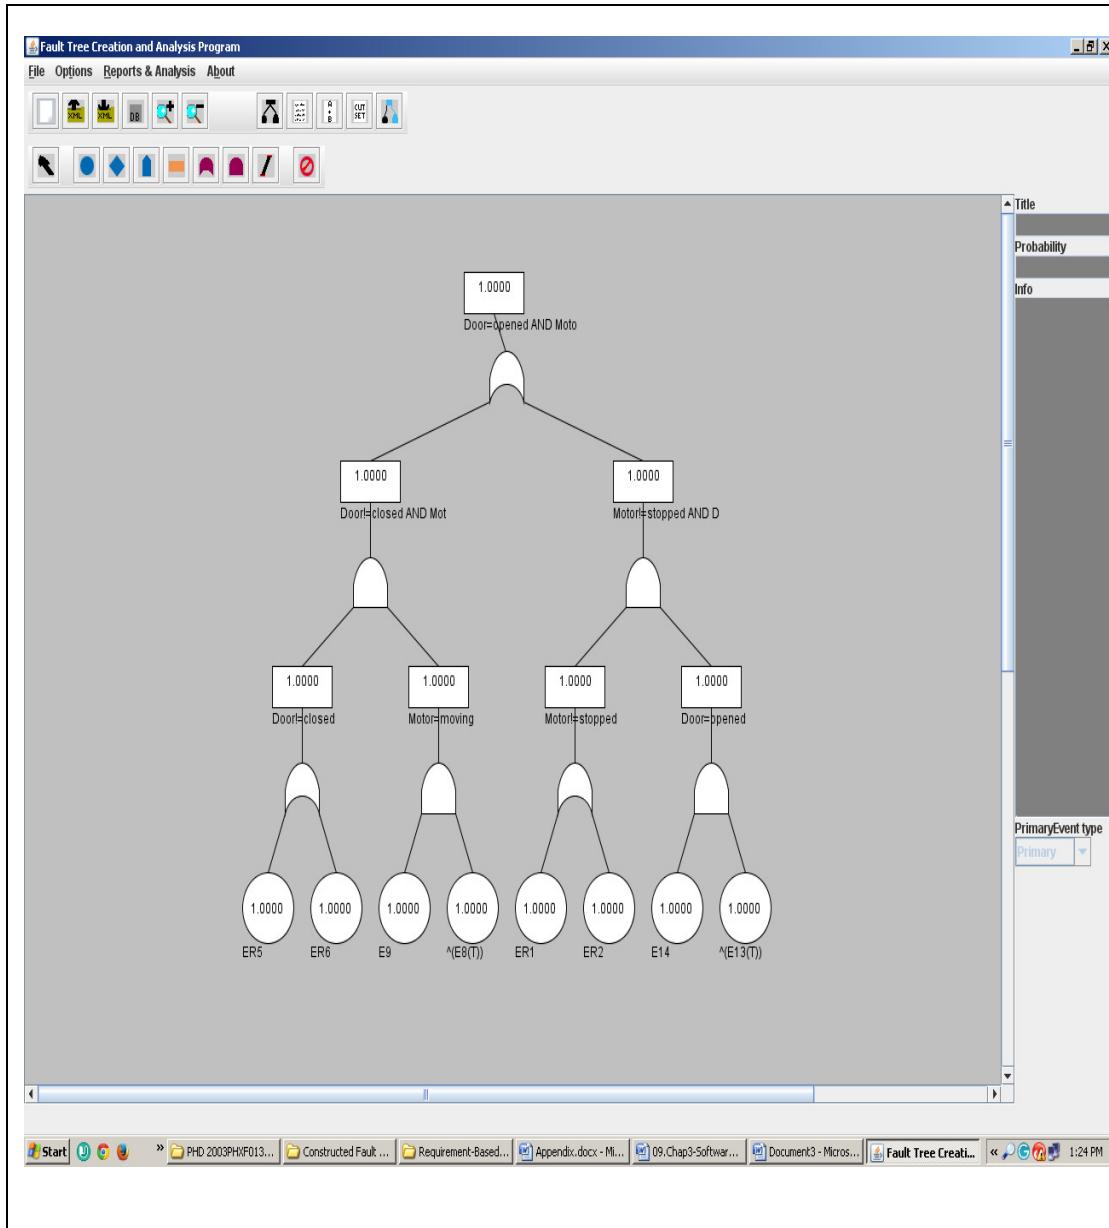 Fault Tree Creation and Analysis Program
File Options Reports & Analysis About
XML XML DB A + B CUT SET
Title
Probability
Info
1.0000
Door=opened AND Moto
1.0000 1.0000
Door!=closed AND Mot Motor!=stopped AND D
1.0000 1.0000 1.0000 1.0000
Door!=closed Motor=moving Motor!=stopped Door=opened
PrimaryEvent type
Primary
1.0000 1.0000 1.0000 1.0000 1.0000 1.0000 1.0000 1.0000
ER5 ER6 E9 ^(E8(T)) ER1 ER2 E14 ^(E13(T))
Start » PHD 2003PHXF013... Constructed Fault ... Requirement-Based... Appendix.docx - Mi... 09.Chap3-Softwar... Document3 - Micros... Fault Tree Creati... « 1:24 PM